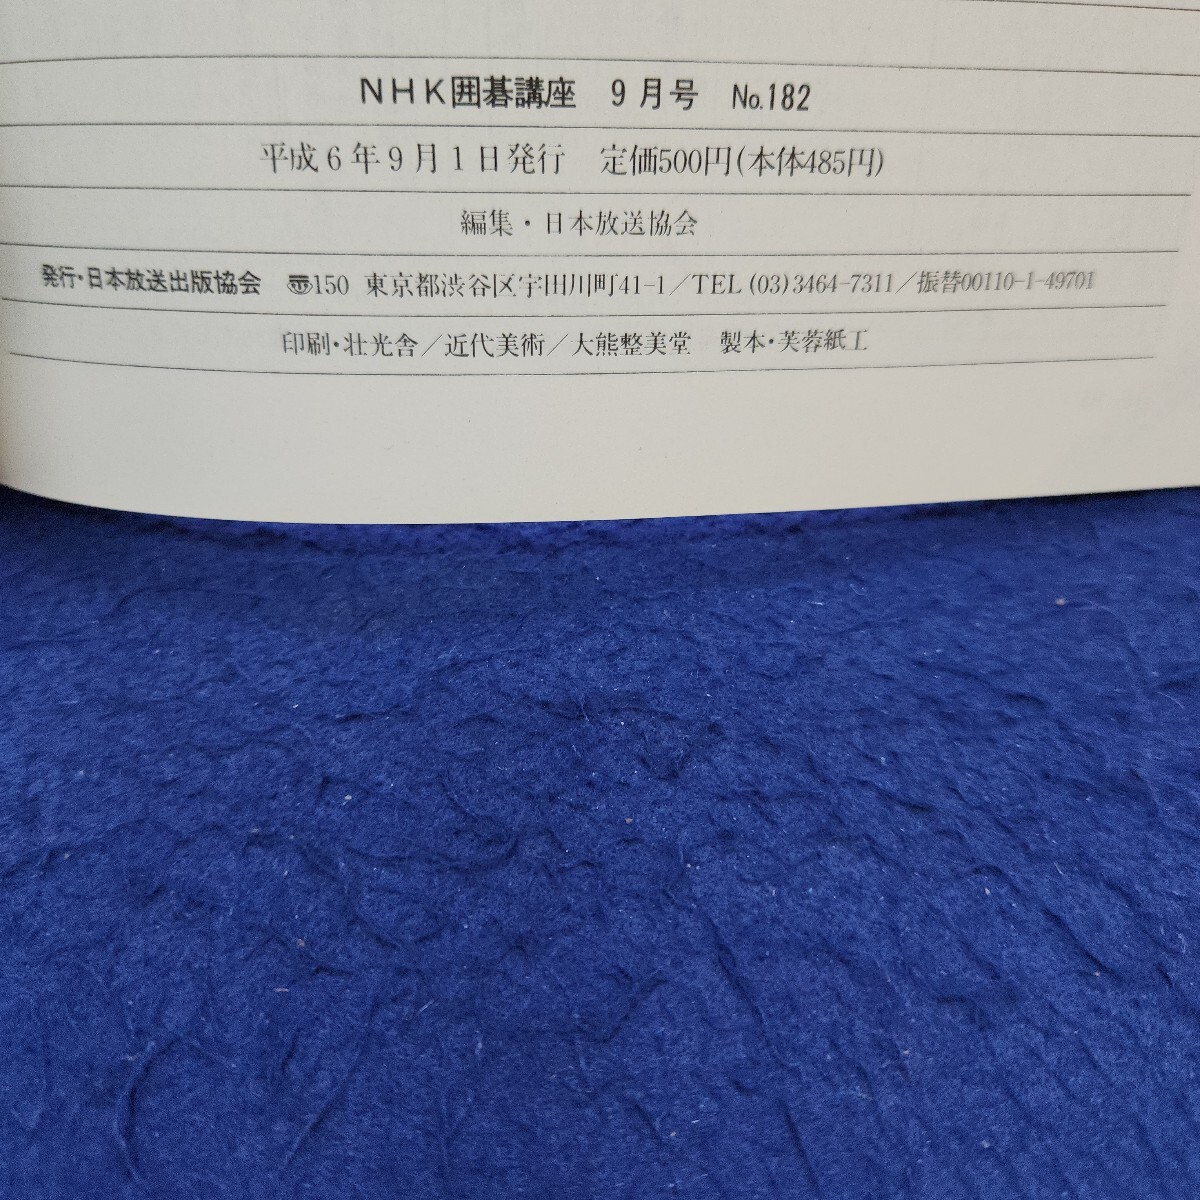 NHK囲碁講座　9月号　No.182
平成6年9月1日発行　定価500円(本体485円)
編集・日本放送協会
発行・日本放送出版協会　〠150　東京都渋谷区宇田川町41-1／TEL (03)3464-7311／振替00110-1-49701
印刷・壮光舎／近代美術／大熊整美堂　製本・芙蓉紙工